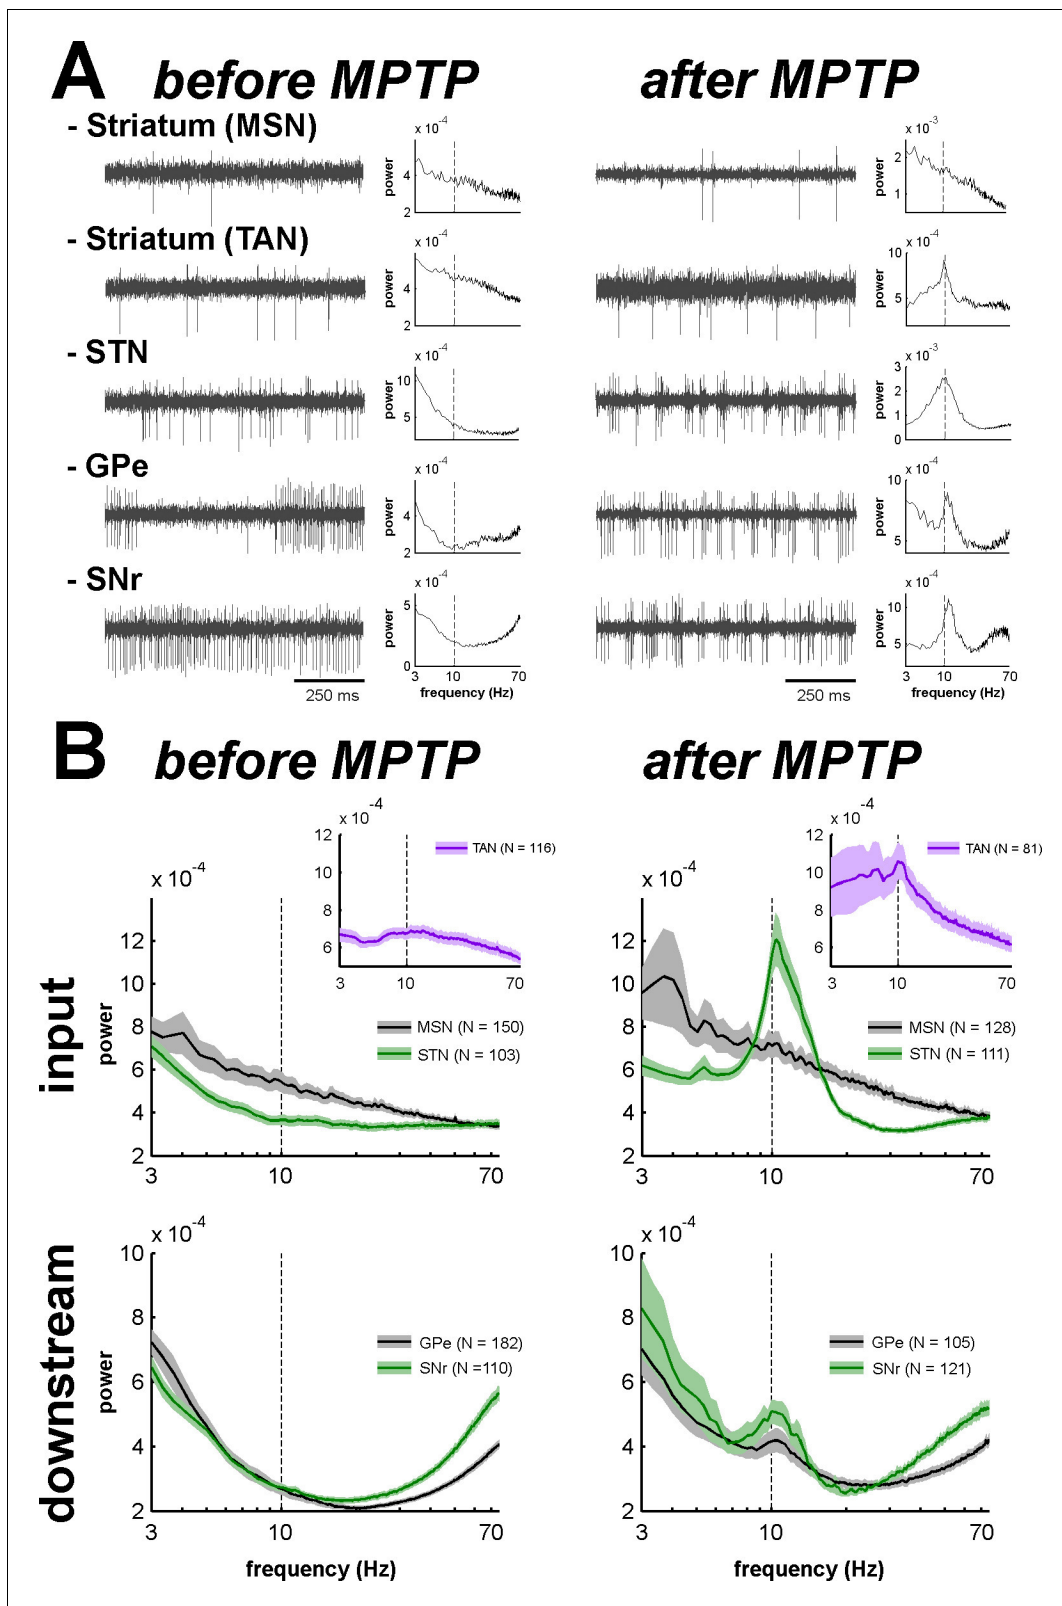 A before MPTP after MPTP
- Striatum (MSN)
x 10-4
4
2
power
10
x 10-3
2
1
power
- Striatum (TAN)
x 10-4
4
2
power
10
x 10-4
10
5
power
- STN
x 10-4
10
5
power
10
x 10-3
3
2
1
0
power
- GPe
x 10-4
4
2
power
10
x 10-4
10
5
power
10
- SNr
x 10-4
5
0
power
3 10 70
frequency (Hz)
250 ms
x 10-4
10
5
power
3 10 70
frequency (Hz)
250 ms
B before MPTP after MPTP
input
x 10-4
12
10
8
6
TAN (N = 116)
3 10 70
x 10-4
12
10
8
6
4
2
power
MSN (N = 150)
STN (N = 103)
3 10 70
x 10-4
12
10
8
6
TAN (N = 81)
3 10 70
x 10-4
12
10
8
6
4
2
MSN (N = 128)
STN (N = 111)
3 10 70
downstream
x 10-4
10
8
6
4
2
power
GPe (N = 182)
SNr (N =110)
3 10 70
frequency (Hz)
x 10-4
10
8
6
4
2
GPe (N = 105)
SNr (N = 121)
3 10 70
frequency (Hz)